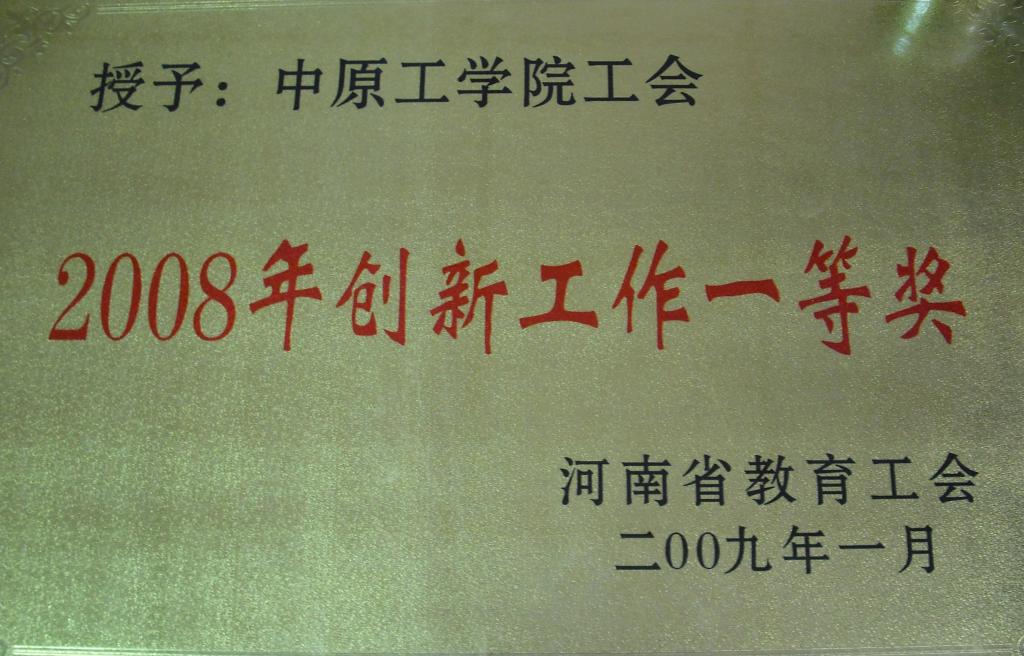 授予：中原工学院工会
2008年创新工作一等奖
河南省教育工会
二00九年一月